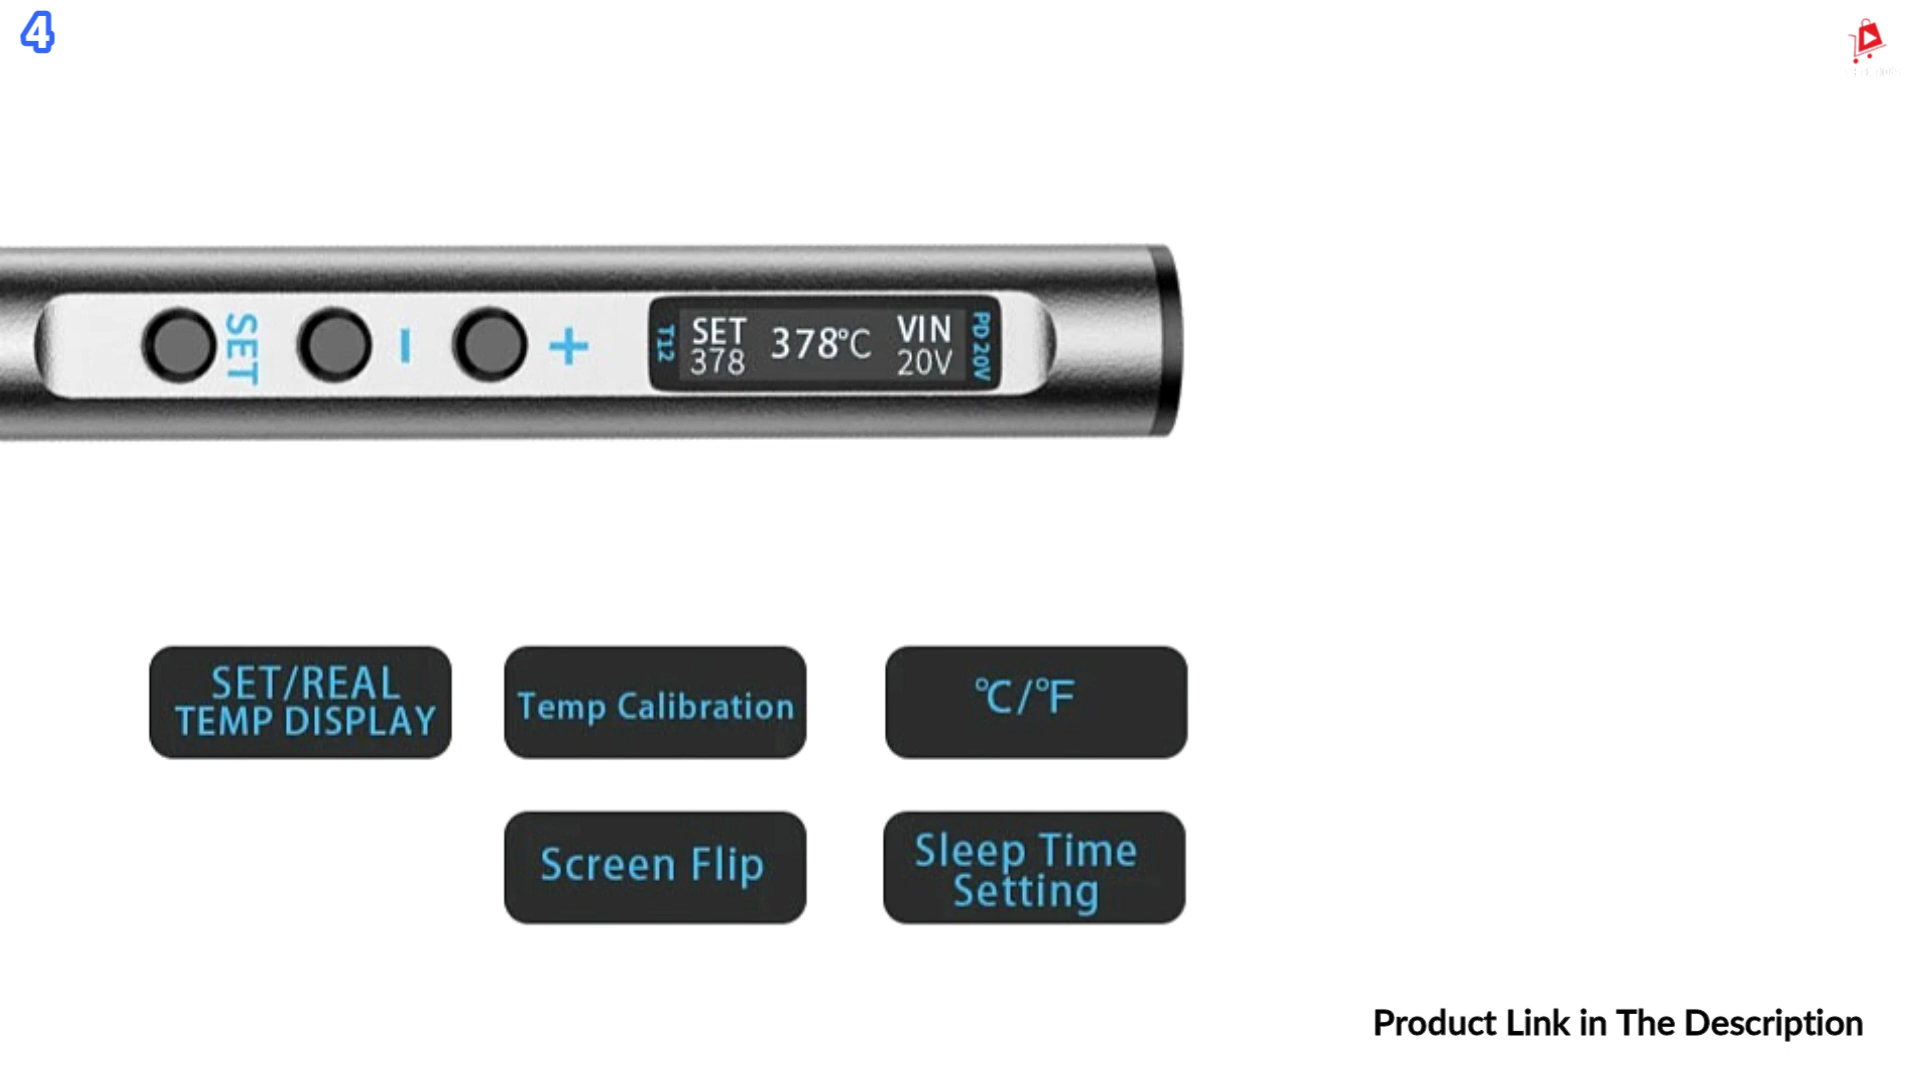 4
SET
-
+
T12
SET 378°C VIN
378 20V
PD 20V
SET/REAL
TEMP DISPLAY
Temp Calibration
°C/°F
Screen Flip
Sleep Time
Setting
Product Link in The Description